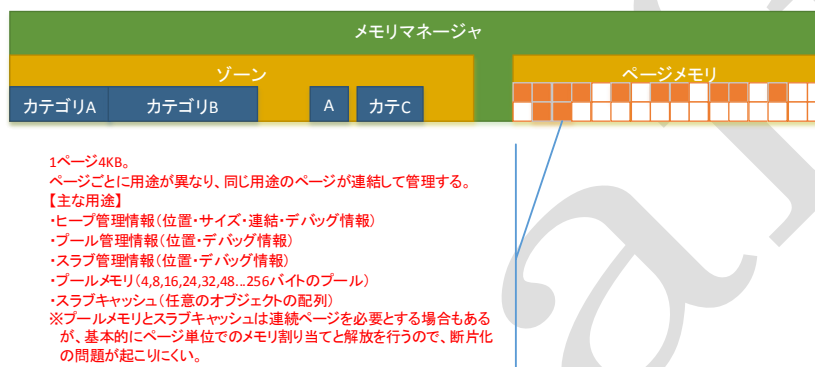 メモリマネージャ
ゾーン
ページメモリ
カテゴリA
カテゴリB
A
カテC
1ページ4KB。
ページごとに用途が異なり、同じ用途のページが連結して管理する。
【主な用途】
・ヒープ管理情報(位置・サイズ・連結・デバッグ情報)
・プール管理情報(位置・デバッグ情報)
・スラブ管理情報(位置・デバッグ情報)
・プールメモリ(4,8,16,24,32,48...256バイトのプール)
・スラブキャッシュ(任意のオブジェクトの配列)
※プールメモリとスラブキャッシュは連続ページを必要とする場合もある
が、基本的にページ単位でのメモリ割り当てと解放を行うので、断片化
の問題が起こりにくい。